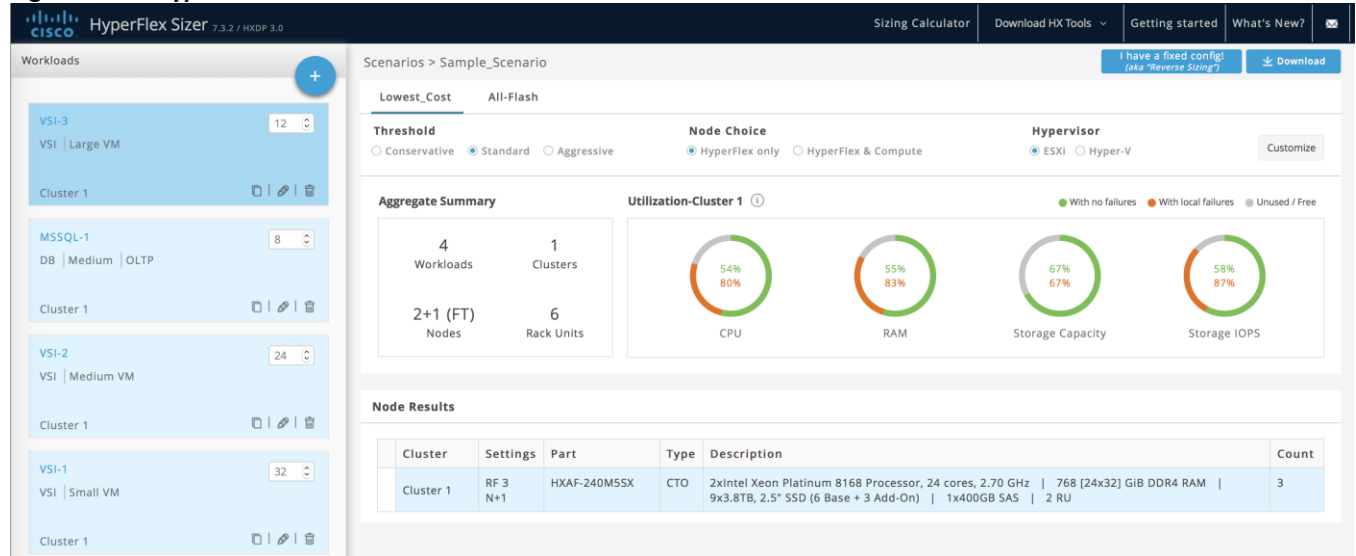 CISCO HyperFlex Sizer 7.3.2 / HXDP 3.0
Sizing Calculator
Download HX Tools
Getting started
What's New?
Workloads
+
VSI-3
12
VSI | Large VM
Cluster 1
MSSQL-1
8
DB | Medium | OLTP
Cluster 1
VSI-2
24
VSI | Medium VM
Cluster 1
VSI-1
32
VSI | Small VM
Cluster 1
Scenarios > Sample_Scenario
I have a fixed config!
(aka "Reverse Sizing")
Download
Lowest_Cost
All-Flash
Threshold
Conservative
Standard
Aggressive
Node Choice
HyperFlex only
HyperFlex & Compute
Hypervisor
ESXi
Hyper-V
Customize
Aggregate Summary
4
Workloads
1
Clusters
2+1 (FT)
Nodes
6
Rack Units
Utilization-Cluster 1
With no failures
With local failures
Unused / Free
54%
80%
CPU
55%
83%
RAM
67%
67%
Storage Capacity
58%
87%
Storage IOPS
Node Results
Cluster Settings Part Type Description Count
Cluster 1
RF 3
N+1
HXAF-240M5SX
CTO
2xIntel Xeon Platinum 8168 Processor, 24 cores, 2.70 GHz | 768 [24x32] GiB DDR4 RAM |
9x3.8TB, 2.5" SSD (6 Base + 3 Add-On) | 1x400GB SAS | 2 RU
3